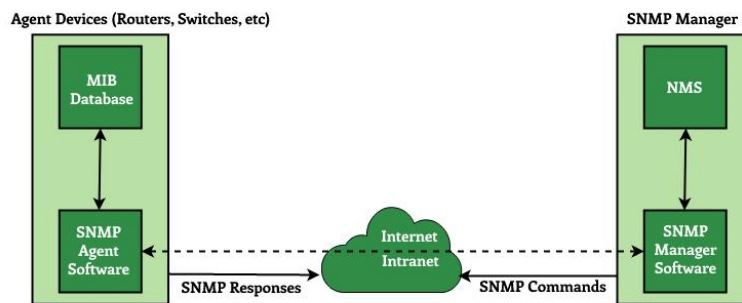 Agent Devices (Routers, Switches, etc)
SNMP Manager
MIB
Database
NMS
SNMP
Agent
Software
Internet
Intranet
SNMP
Manager
Software
SNMP Responses
SNMP Commands